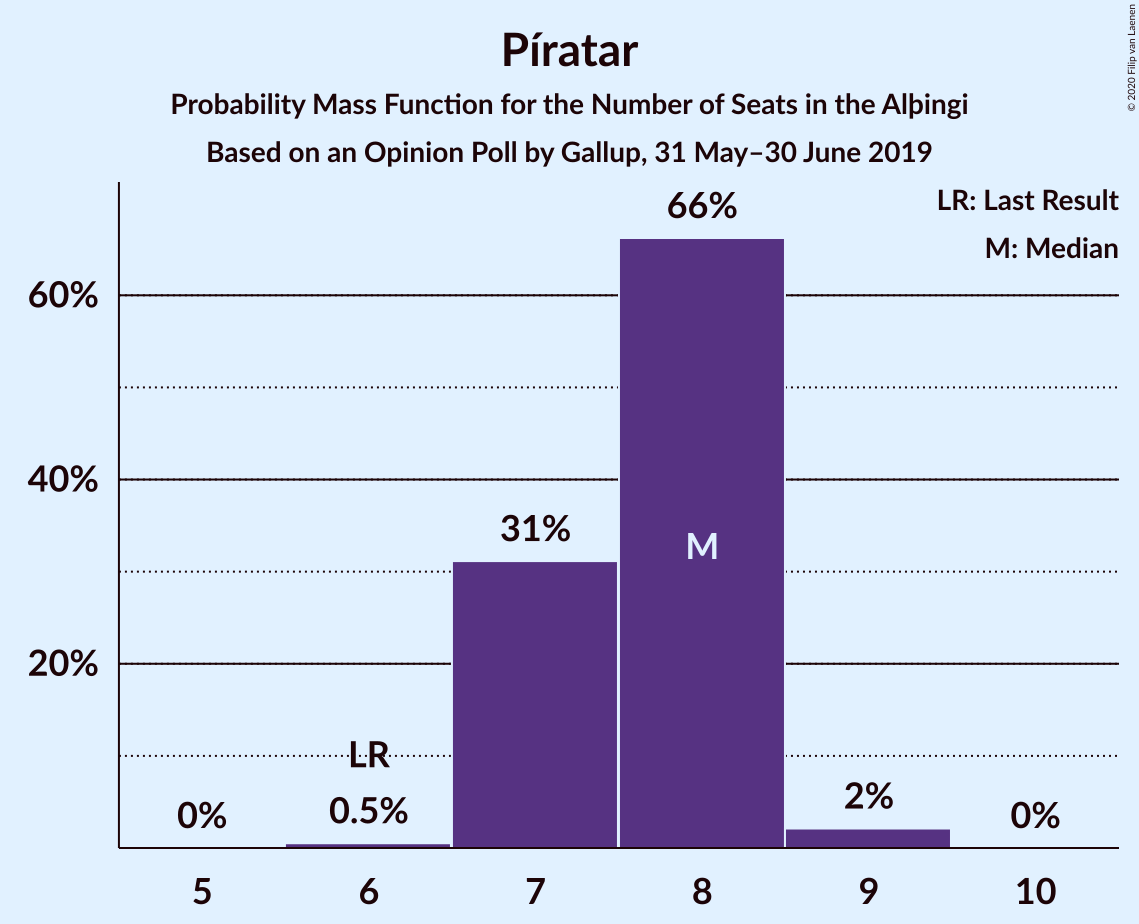 Píratar
Probability Mass Function for the Number of Seats in the Alþingi
Based on an Opinion Poll by Gallup, 31 May–30 June 2019
© 2020 Filip van Laenen
LR: Last Result
M: Median
66%
60%
40%
31%
M
20%
LR
0%
0.5%
2%
0%
5 6 7 8 9 10